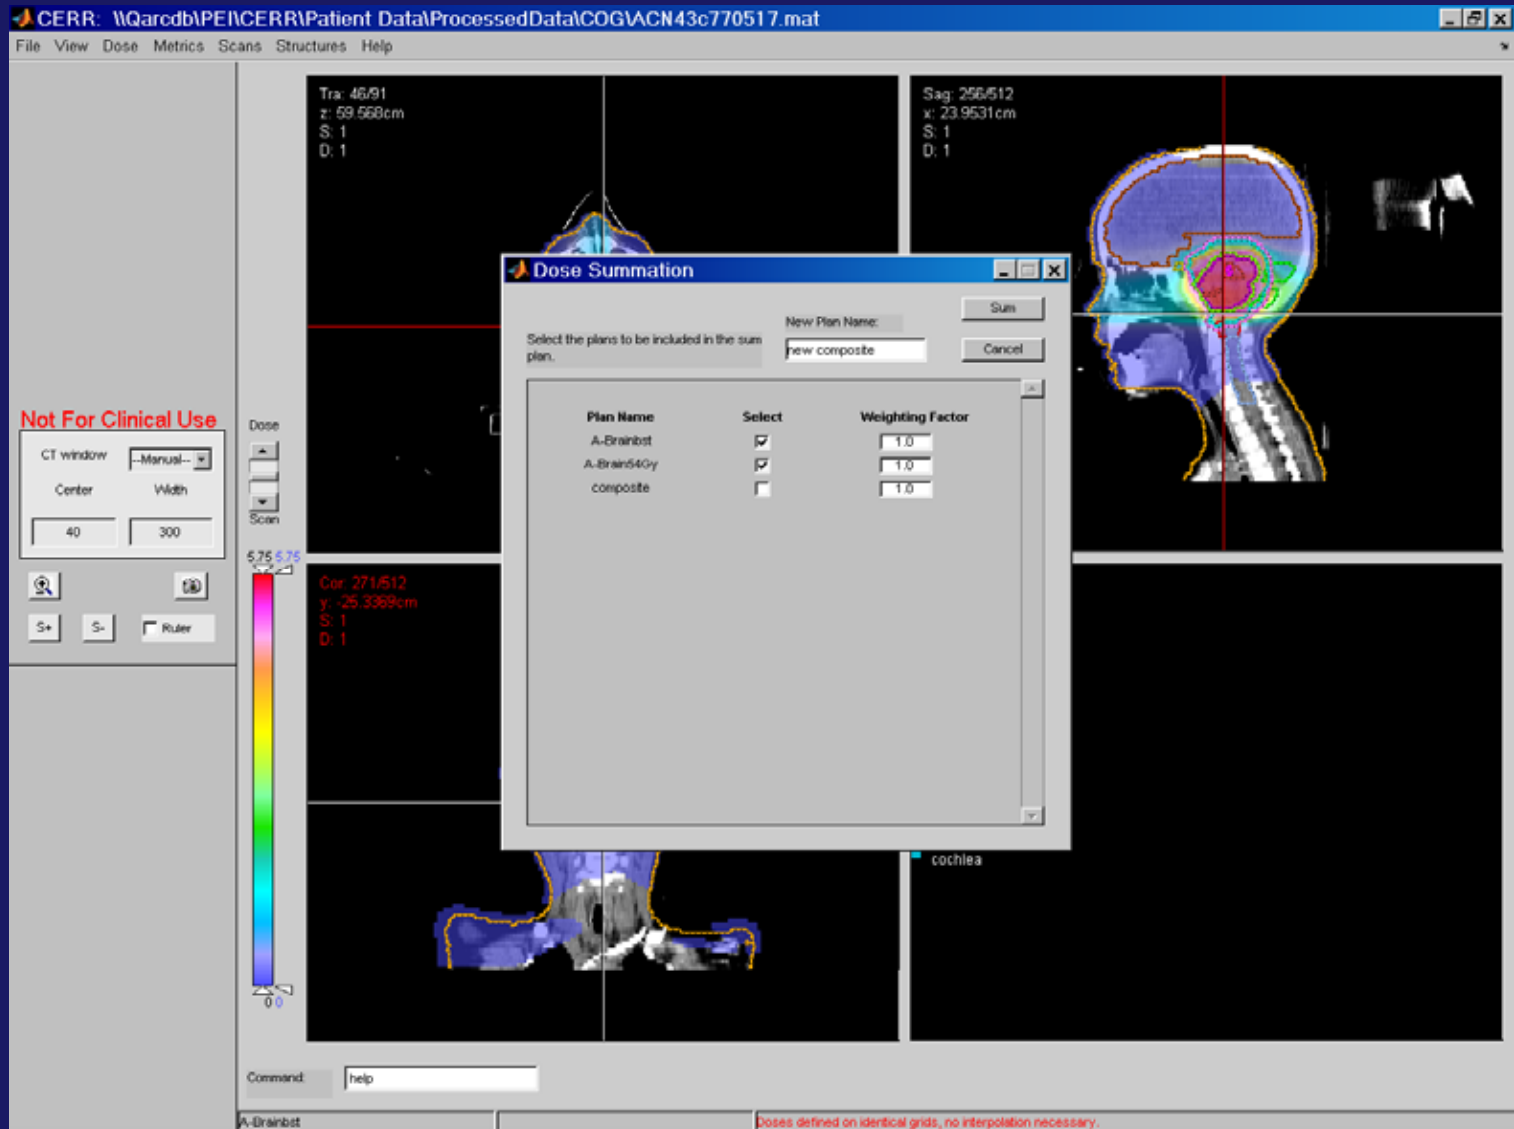 CERR: \\Qarcdb\PEI\CERR\Patient Data\ProcessedData\COG\ACN43c770517.mat
File View Dose Metrics Scans Structures Help
Tra: 46/91
z: 59.568cm
S: 1
D: 1
Sag: 256/512
x: 23.9531cm
S: 1
D: 1
Dose Summation
Select the plans to be included in the sum
plan.
New Plan Name:
new composite
Sum
Cancel
Plan Name Select Weighting Factor
A-Brainbst 1.0
A-Brain54Gy 1.0
composite 1.0
Not For Clinical Use
CT window --Manual--
Center Width
40 300
S+ S- Ruler
Dose
Scan
5.75 5.75
0 0
Cor: 271/512
y: -25.3369cm
S: 1
D: 1
cochlea
Command: help
A-Brainbst
Doses defined on identical grids, no interpolation necessary.